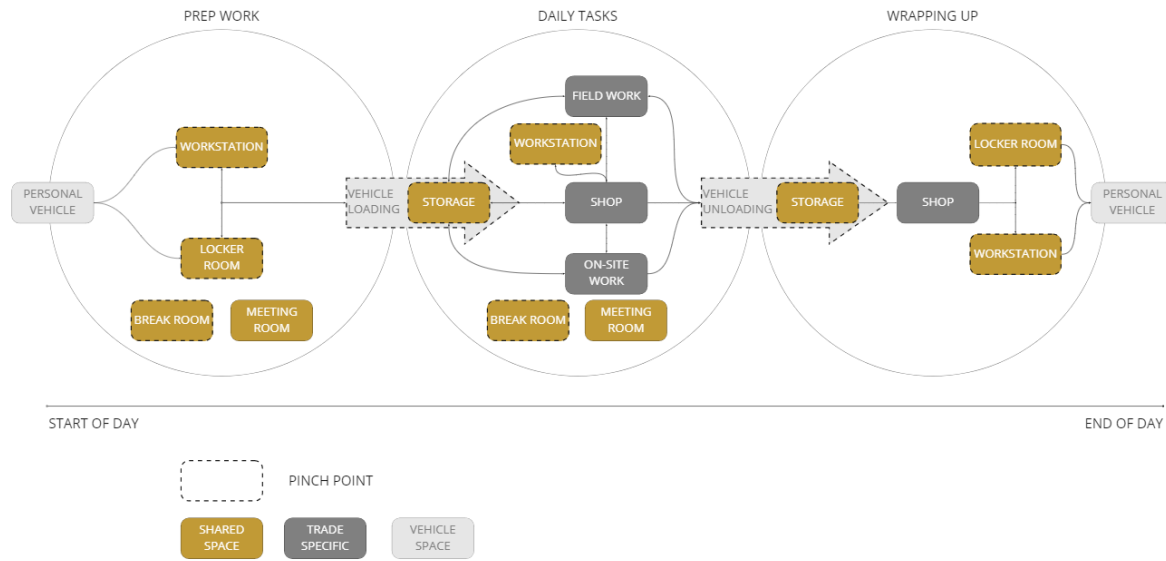 PREP WORK
DAILY TASKS
WRAPPING UP
PERSONAL
VEHICLE
WORKSTATION
LOCKER
ROOM
BREAK ROOM
MEETING
ROOM
VEHICLE
LOADING
STORAGE
FIELD WORK
WORKSTATION
SHOP
ON-SITE
WORK
BREAK ROOM
MEETING
ROOM
VEHICLE
UNLOADING
STORAGE
SHOP
LOCKER ROOM
WORKSTATION
PERSONAL
VEHICLE
START OF DAY
END OF DAY
PINCH POINT
SHARED
SPACE
TRADE
SPECIFIC
VEHICLE
SPACE